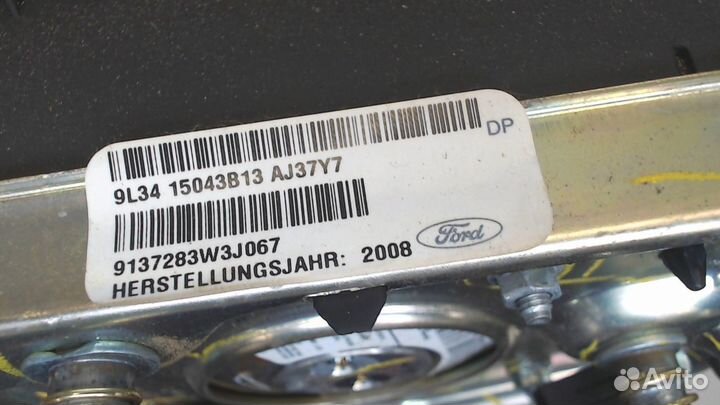 DP
9L34 15043B13 AJ37Y7
9137283W3J067
HERSTELLUNGSJAHR: 2008
Ford
Avito